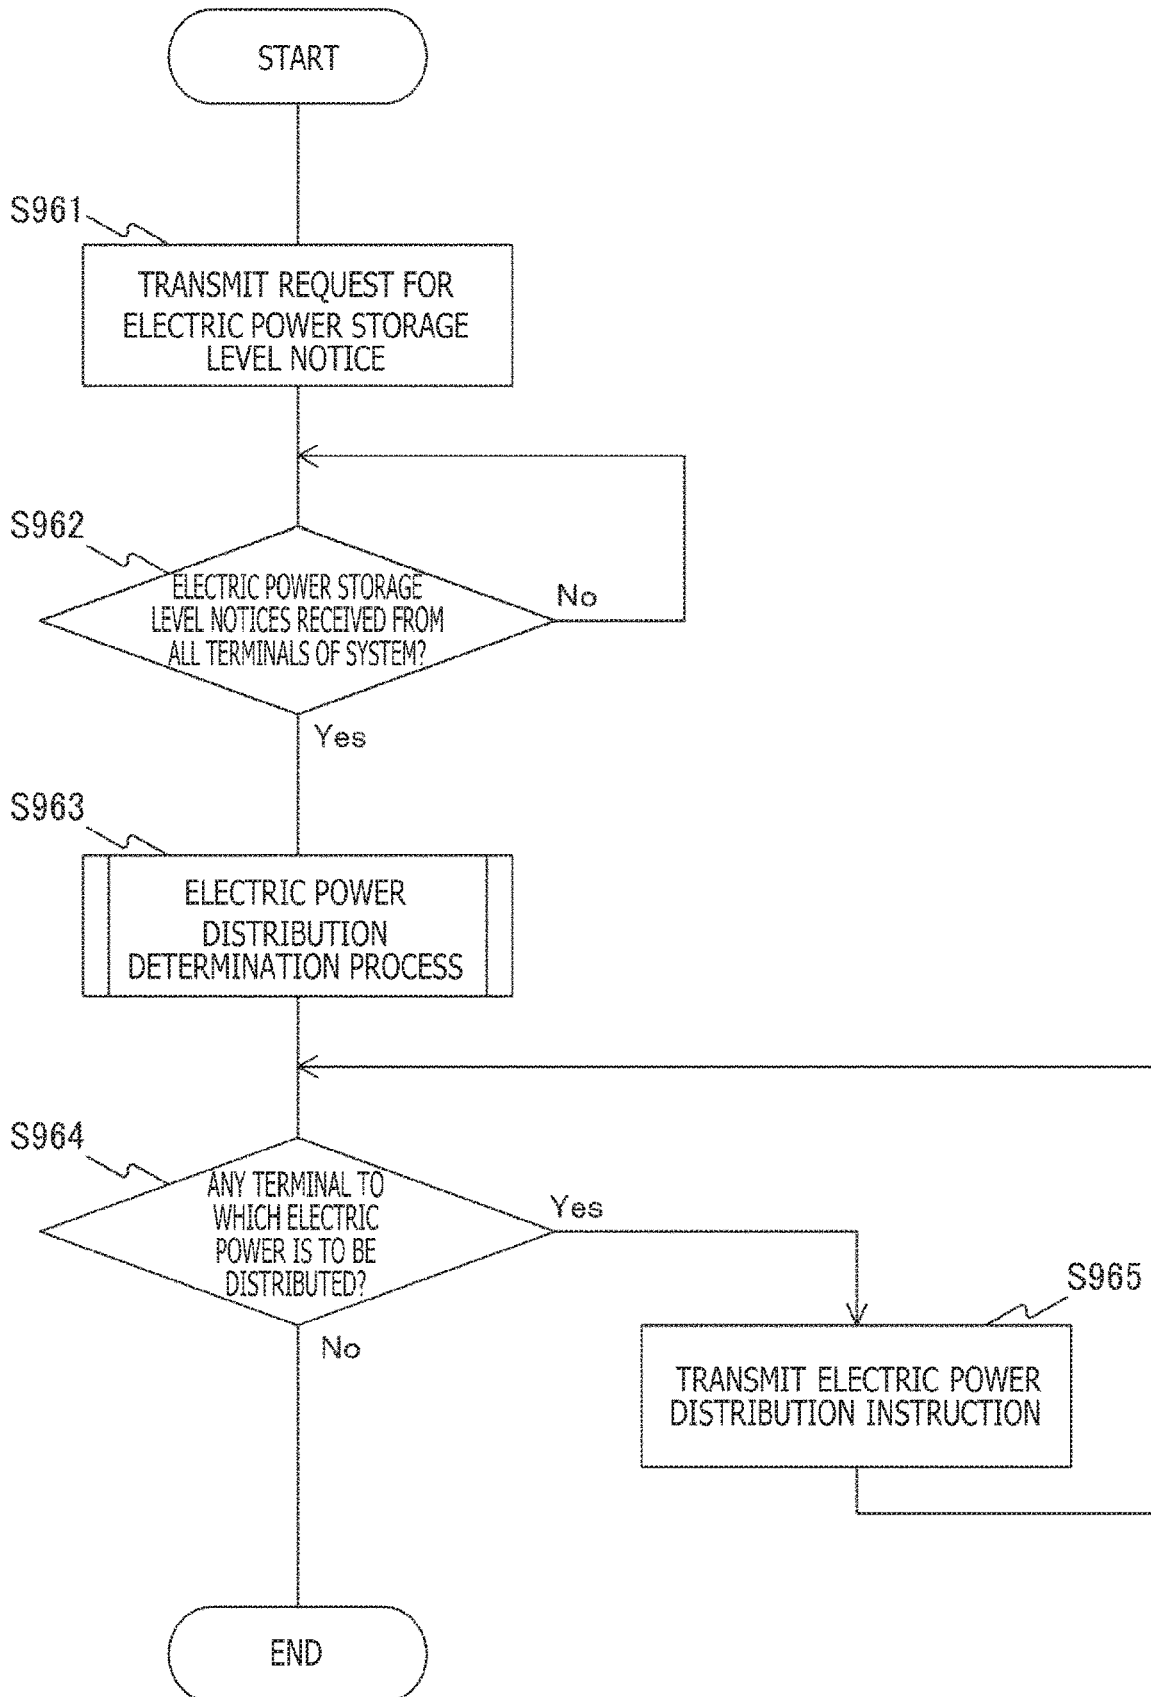 START
S961
TRANSMIT REQUEST FOR
ELECTRIC POWER STORAGE
LEVEL NOTICE
S962
ELECTRIC POWER STORAGE
LEVEL NOTICES RECEIVED FROM
ALL TERMINALS OF SYSTEM?
No
Yes
S963
ELECTRIC POWER
DISTRIBUTION
DETERMINATION PROCESS
S964
ANY TERMINAL TO
WHICH ELECTRIC
POWER IS TO BE
DISTRIBUTED?
Yes
No
S965
TRANSMIT ELECTRIC POWER
DISTRIBUTION INSTRUCTION
END